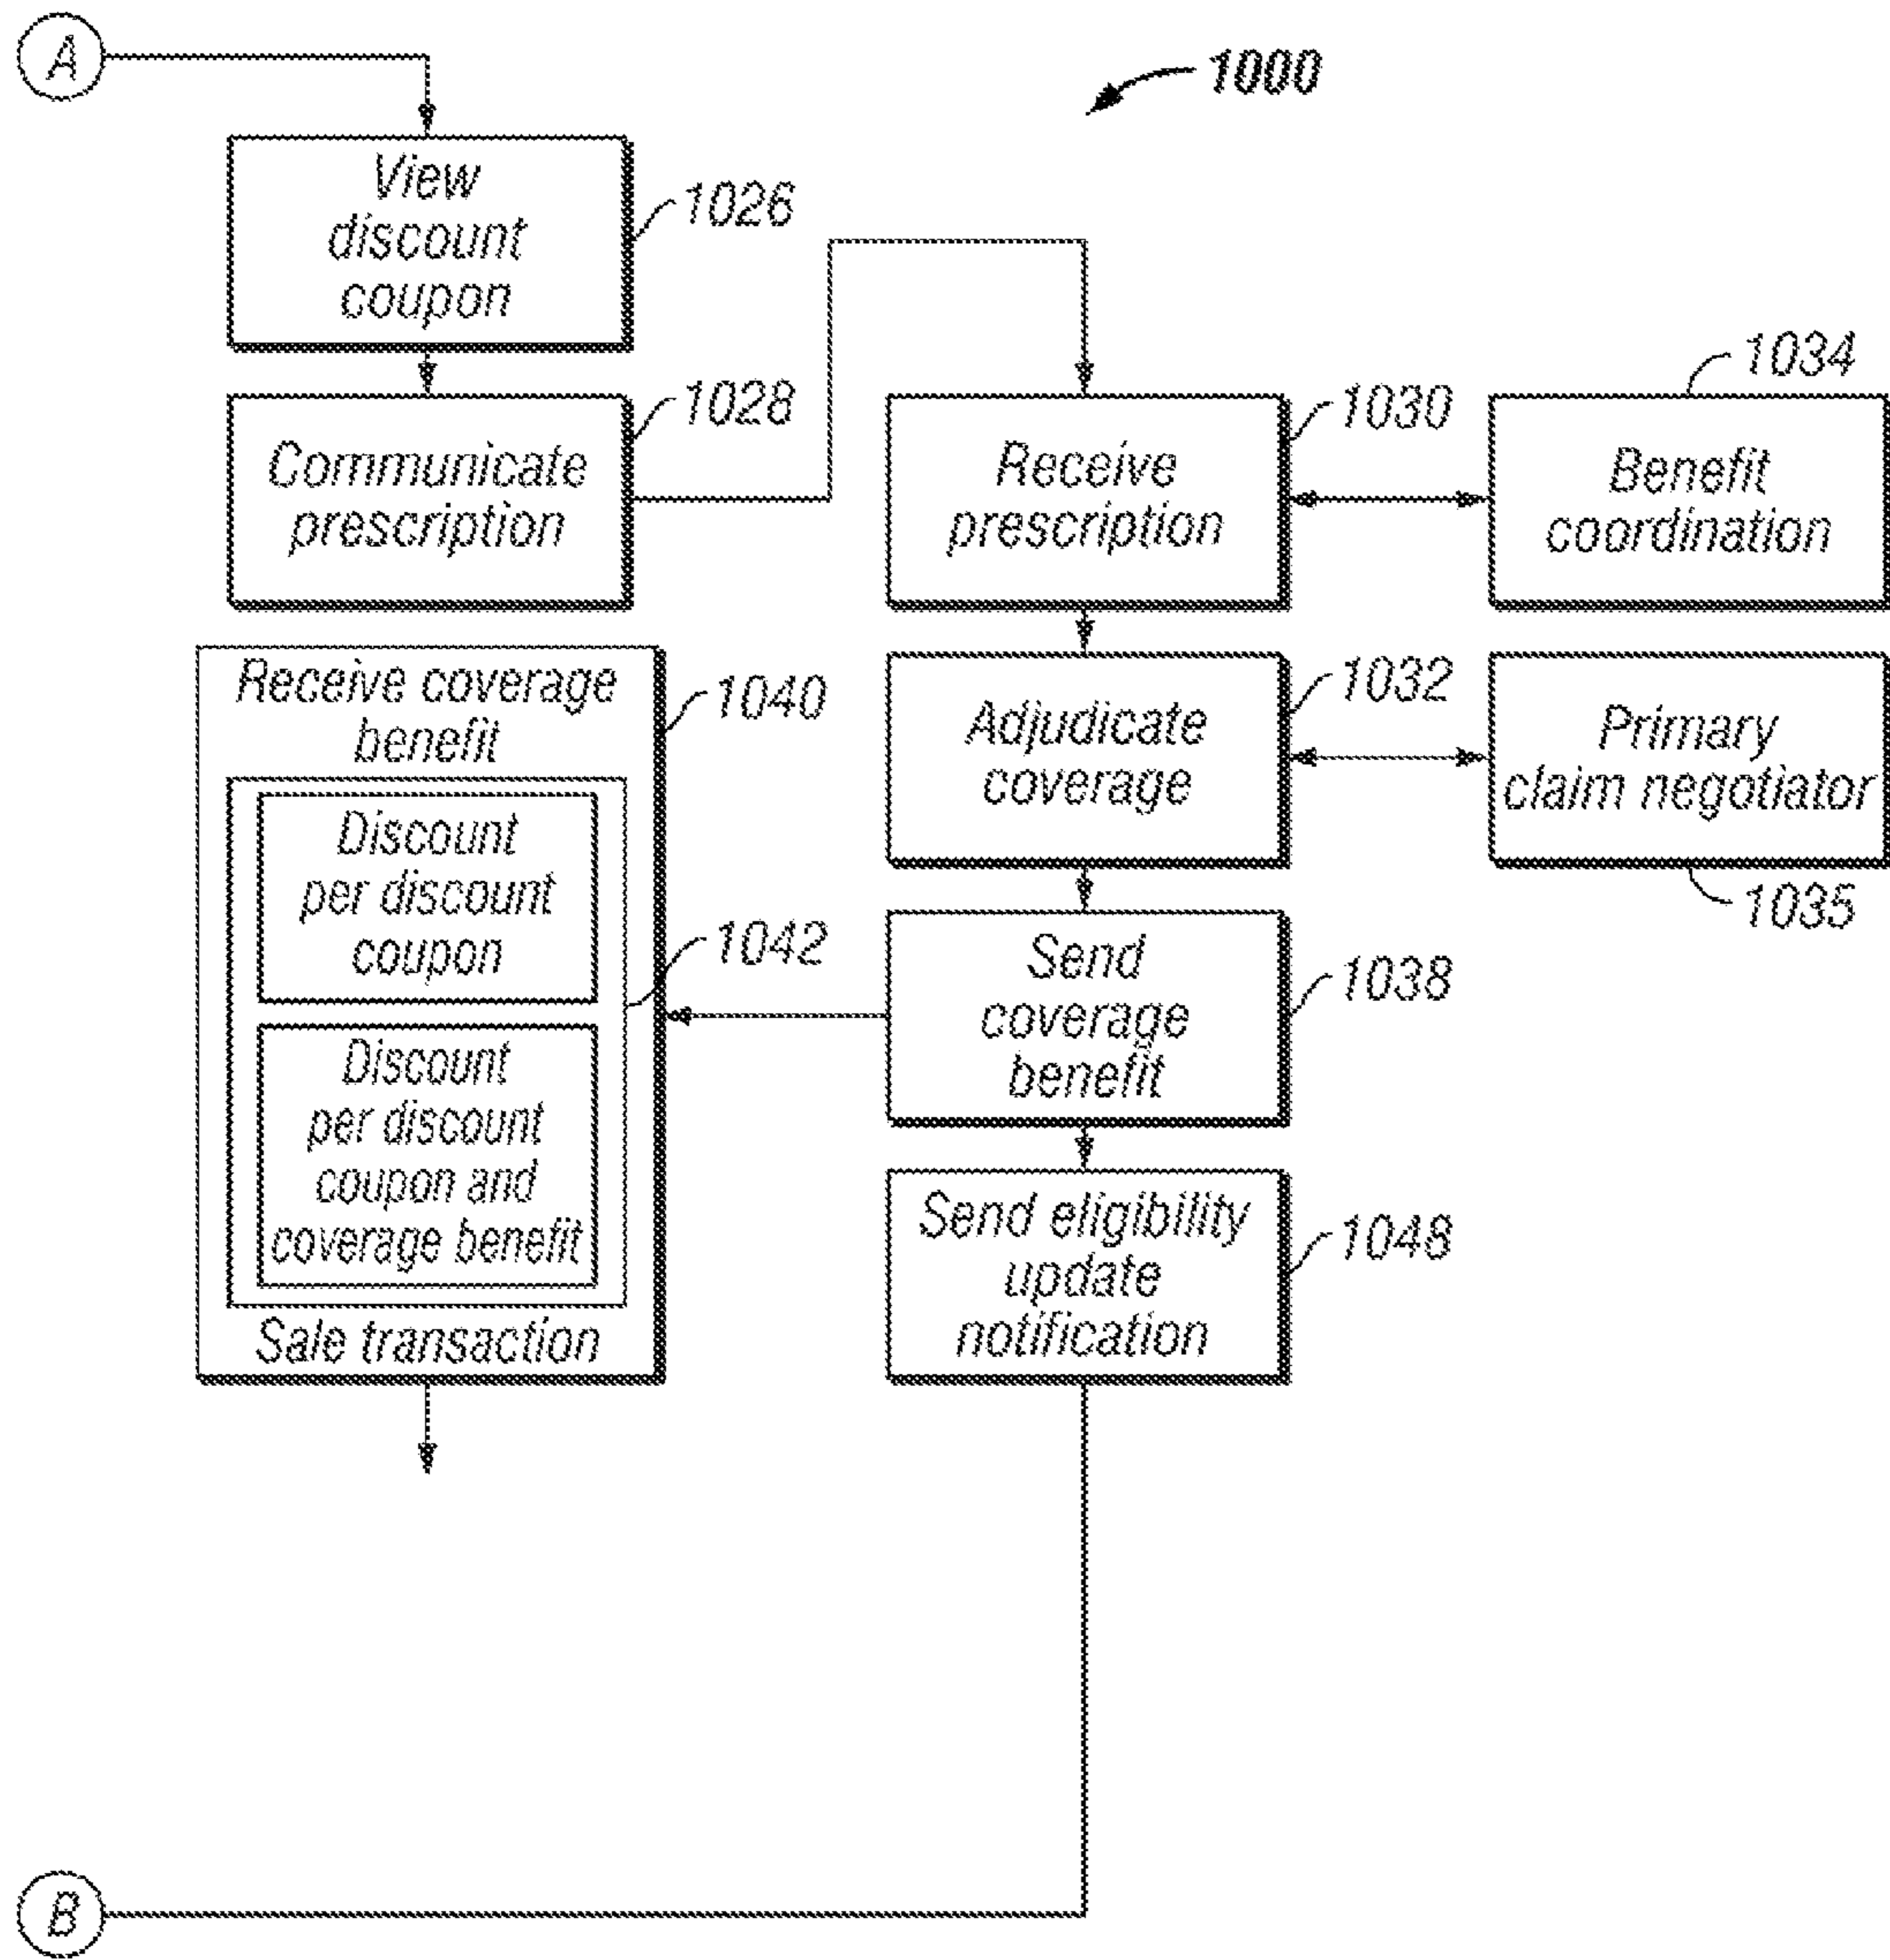 A
1000
View
discount
coupon
1026
Communicate
prescription
1028
Receive
prescription
1030
Benefit
coordination
1034
Receive coverage
benefit
1040
Discount
per discount
coupon
1042
Discount
per discount
coupon and
coverage benefit
Sale transaction
Adjudicate
coverage
1032
Primary
claim negotiator
1035
Send
coverage
benefit
1038
Send eligibility
update
notification
1048
B